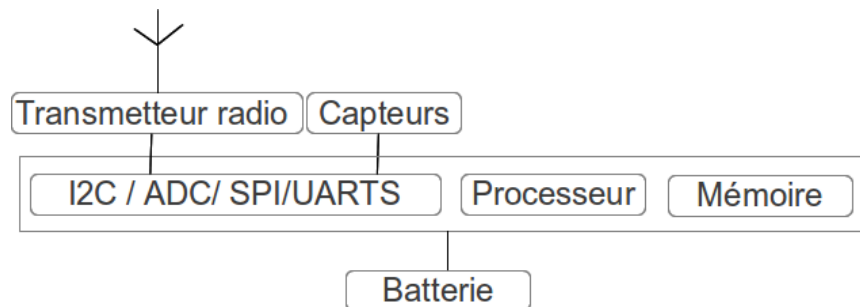 Transmetteur radio
Capteurs
I2C / ADC/ SPI/UARTS
Processeur
Mémoire
Batterie